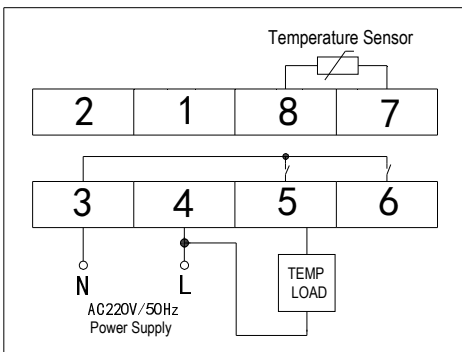 Temperature Sensor
2 1 8 7
3 4 5 6
N L
AC220V/50Hz
Power Supply
TEMP
LOAD